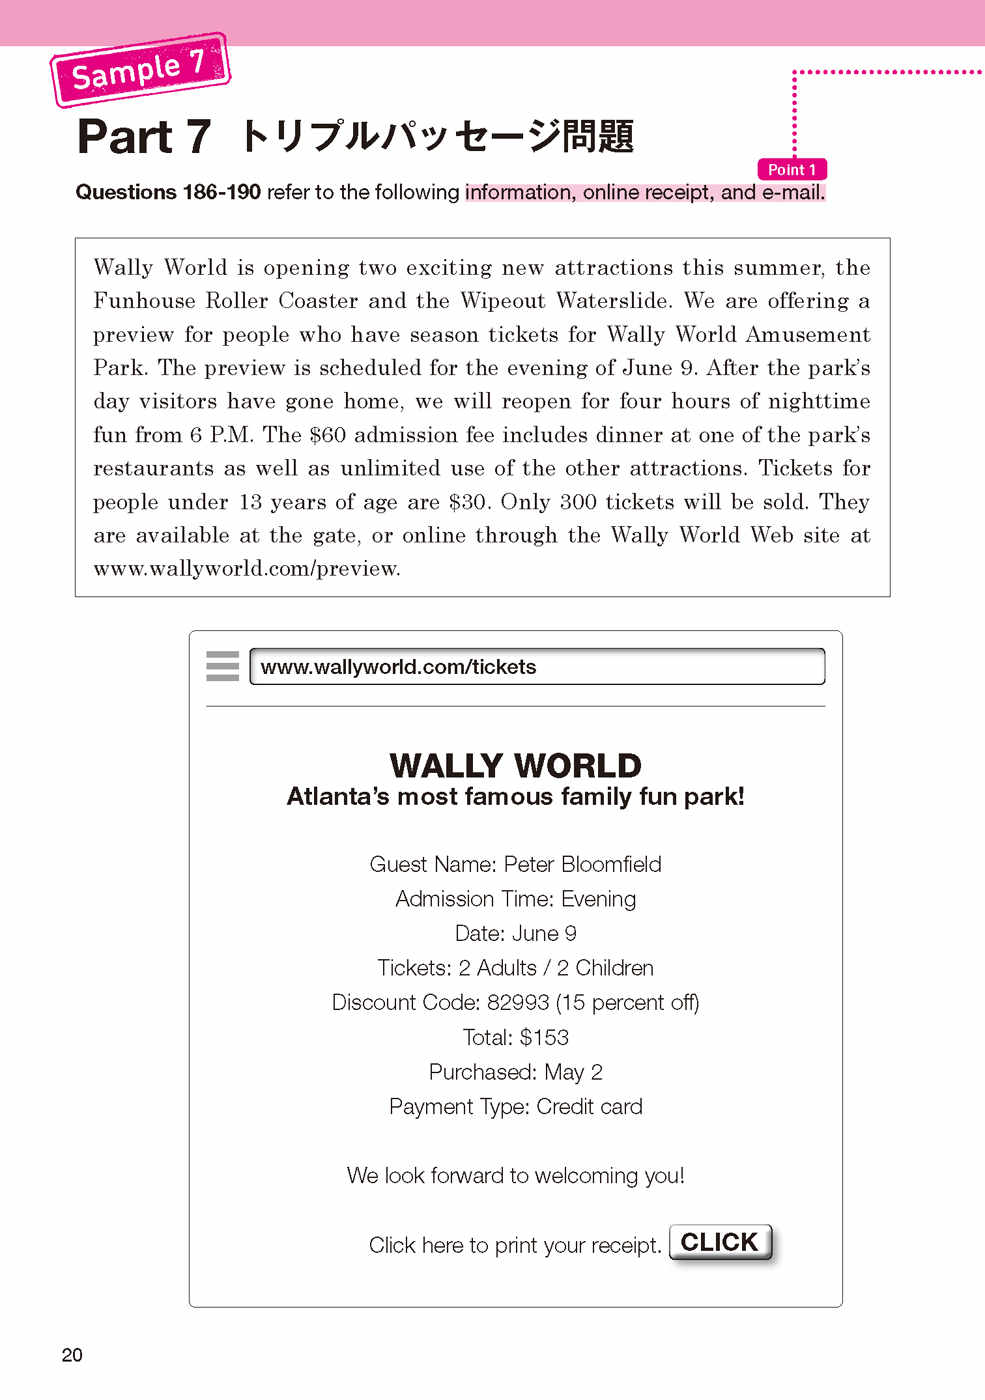 Sample 7
Part 7 トリプルパッセージ問題
Point 1
Questions 186-190 refer to the following information, online receipt, and e-mail.
Wally World is opening two exciting new attractions this summer, the
Funhouse Roller Coaster and the Wipeout Waterslide. We are offering a
preview for people who have season tickets for Wally World Amusement
Park. The preview is scheduled for the evening of June 9. After the park's
day visitors have gone home, we will reopen for four hours of nighttime
fun from 6 P.M. The $60 admission fee includes dinner at one of the park's
restaurants as well as unlimited use of the other attractions. Tickets for
people under 13 years of age are $30. Only 300 tickets will be sold. They
are available at the gate, or online through the Wally World Web site at
www.wallyworld.com/preview.
www.wallyworld.com/tickets
WALLY WORLD
Atlanta's most famous family fun park!
Guest Name: Peter Bloomfield
Admission Time: Evening
Date: June 9
Tickets: 2 Adults / 2 Children
Discount Code: 82993 (15 percent off)
Total: $153
Purchased: May 2
Payment Type: Credit card
We look forward to welcoming you!
Click here to print your receipt. CLICK
20